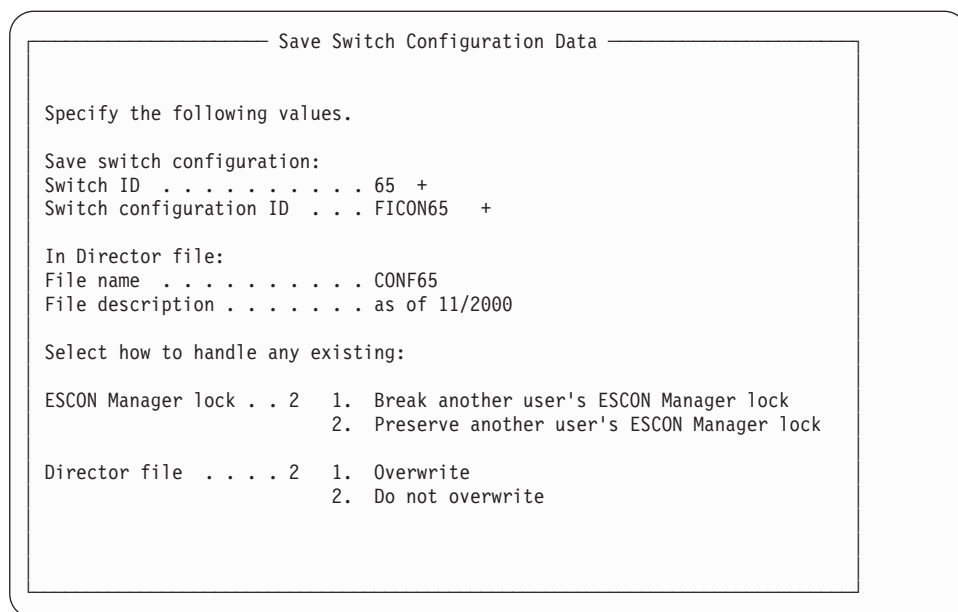 Save Switch Configuration Data
Specify the following values.
Save switch configuration:
Switch ID . . . . . . . . . . 65 +
Switch configuration ID . . . FICON65 +
In Director file:
File name . . . . . . . . . . CONF65
File description . . . . . . . as of 11/2000
Select how to handle any existing:
ESCON Manager lock . . 2 1. Break another user's ESCON Manager lock
2. Preserve another user's ESCON Manager lock
Director file . . . . 2 1. Overwrite
2. Do not overwrite